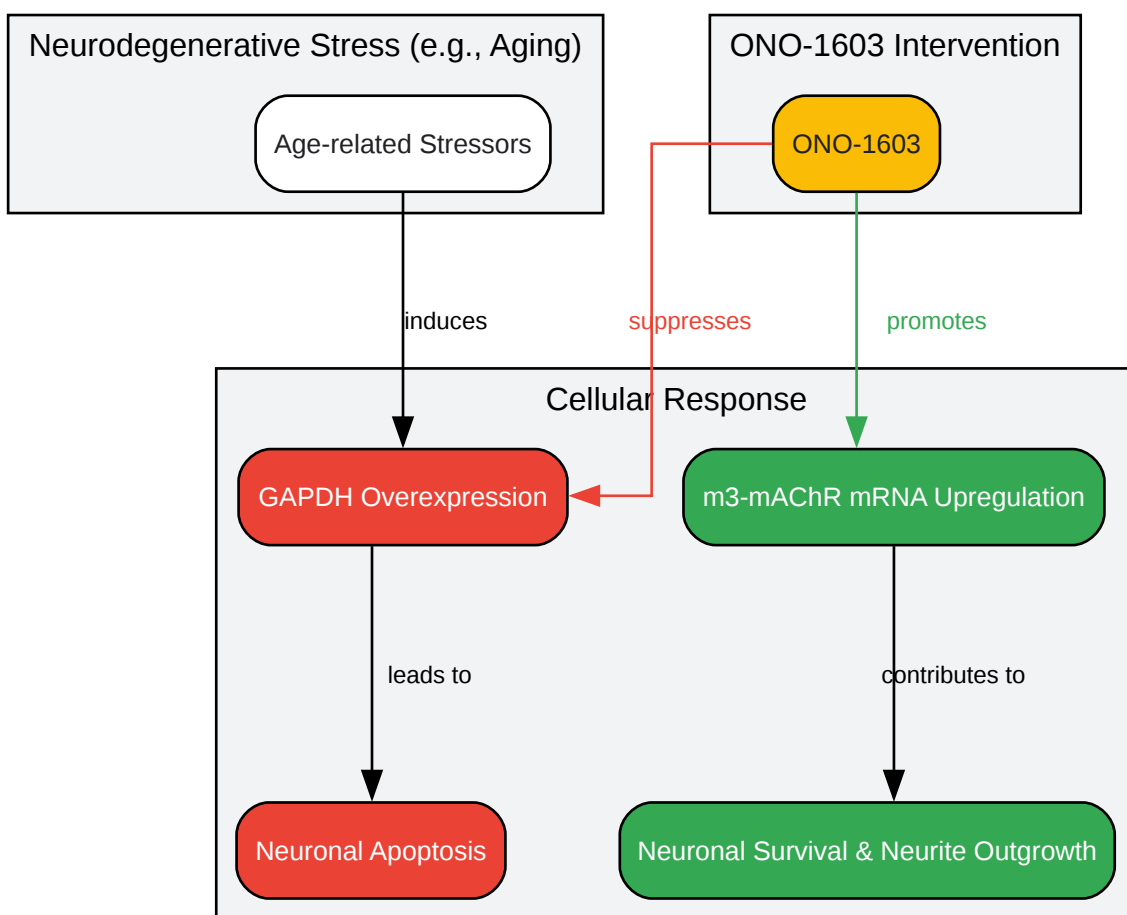 Neurodegenerative Stress (e.g., Aging)
ONO-1603 Intervention
Age-related Stressors
ONO-1603
induces
suppresses
promotes
Cellular Response
GAPDH Overexpression
m3-mAChR mRNA Upregulation
leads to
contributes to
Neuronal Apoptosis
Neuronal Survival & Neurite Outgrowth